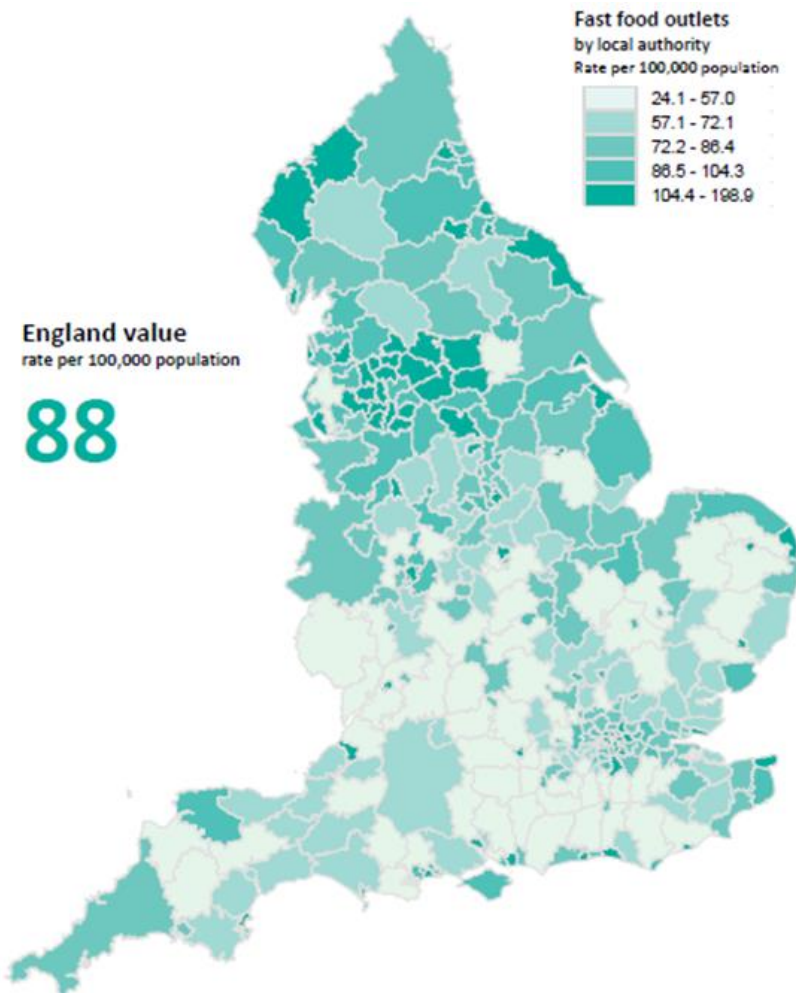 Fast food outlets
by local authority
Rate per 100,000 population
24.1 - 57.0
57.1 - 72.1
72.2 - 86.4
86.5 - 104.3
104.4 - 198.9
England value
rate per 100,000 population
88